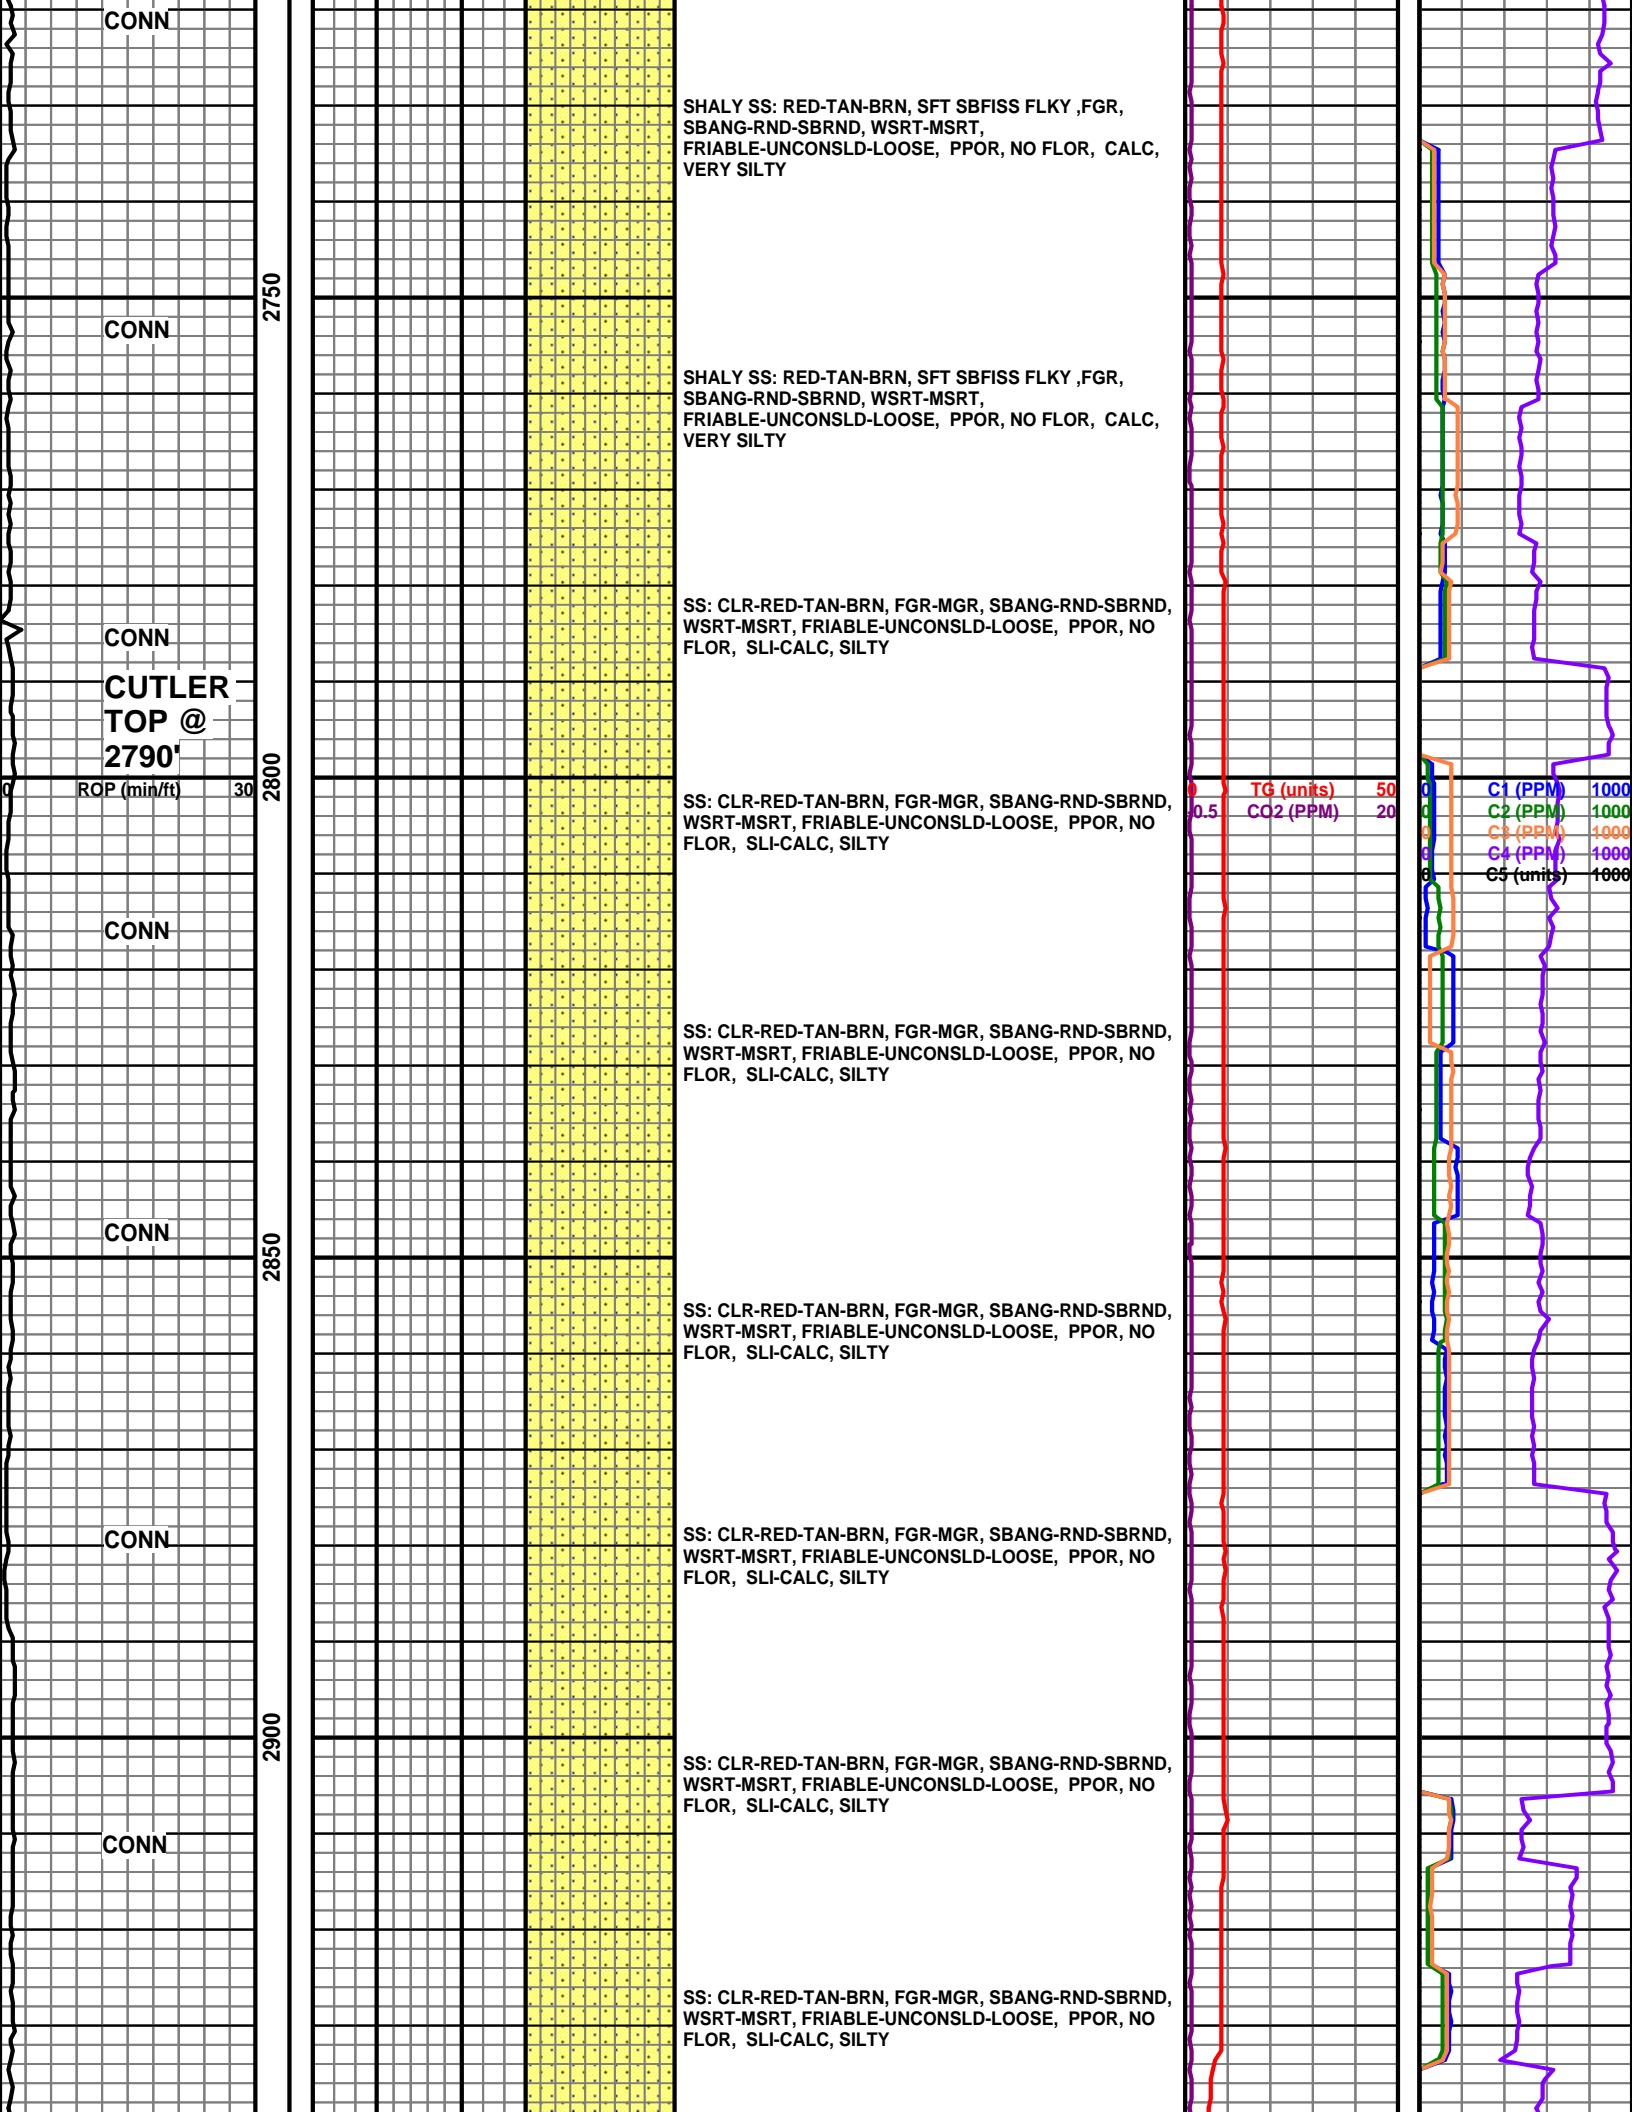 CONN
SHALY SS: RED-TAN-BRN, SFT SBFISS FLKY ,FGR,
SBANG-RND-SBRND, WSRT-MSRT,
FRIABLE-UNCONSLD-LOOSE, PPOR, NO FLOR, CALC,
VERY SILTY
2750
CONN
SHALY SS: RED-TAN-BRN, SFT SBFISS FLKY ,FGR,
SBANG-RND-SBRND, WSRT-MSRT,
FRIABLE-UNCONSLD-LOOSE, PPOR, NO FLOR, CALC,
VERY SILTY
SS: CLR-RED-TAN-BRN, FGR-MGR, SBANG-RND-SBRND,
WSRT-MSRT, FRIABLE-UNCONSLD-LOOSE, PPOR, NO
FLOR, SLI-CALC, SILTY
CONN
CUTLER
TOP @
2790'
2800
0 ROP (min/ft) 30
SS: CLR-RED-TAN-BRN, FGR-MGR, SBANG-RND-SBRND,
WSRT-MSRT, FRIABLE-UNCONSLD-LOOSE, PPOR, NO
FLOR, SLI-CALC, SILTY
0 TG (units) 50
0.5 CO2 (PPM) 20
0 C1 (PPM) 1000
0 C2 (PPM) 1000
0 C3 (PPM) 1000
0 C4 (PPM) 1000
0 C5 (units) 1000
CONN
SS: CLR-RED-TAN-BRN, FGR-MGR, SBANG-RND-SBRND,
WSRT-MSRT, FRIABLE-UNCONSLD-LOOSE, PPOR, NO
FLOR, SLI-CALC, SILTY
CONN
2850
SS: CLR-RED-TAN-BRN, FGR-MGR, SBANG-RND-SBRND,
WSRT-MSRT, FRIABLE-UNCONSLD-LOOSE, PPOR, NO
FLOR, SLI-CALC, SILTY
CONN
SS: CLR-RED-TAN-BRN, FGR-MGR, SBANG-RND-SBRND,
WSRT-MSRT, FRIABLE-UNCONSLD-LOOSE, PPOR, NO
FLOR, SLI-CALC, SILTY
2900
SS: CLR-RED-TAN-BRN, FGR-MGR, SBANG-RND-SBRND,
WSRT-MSRT, FRIABLE-UNCONSLD-LOOSE, PPOR, NO
FLOR, SLI-CALC, SILTY
CONN
SS: CLR-RED-TAN-BRN, FGR-MGR, SBANG-RND-SBRND,
WSRT-MSRT, FRIABLE-UNCONSLD-LOOSE, PPOR, NO
FLOR, SLI-CALC, SILTY